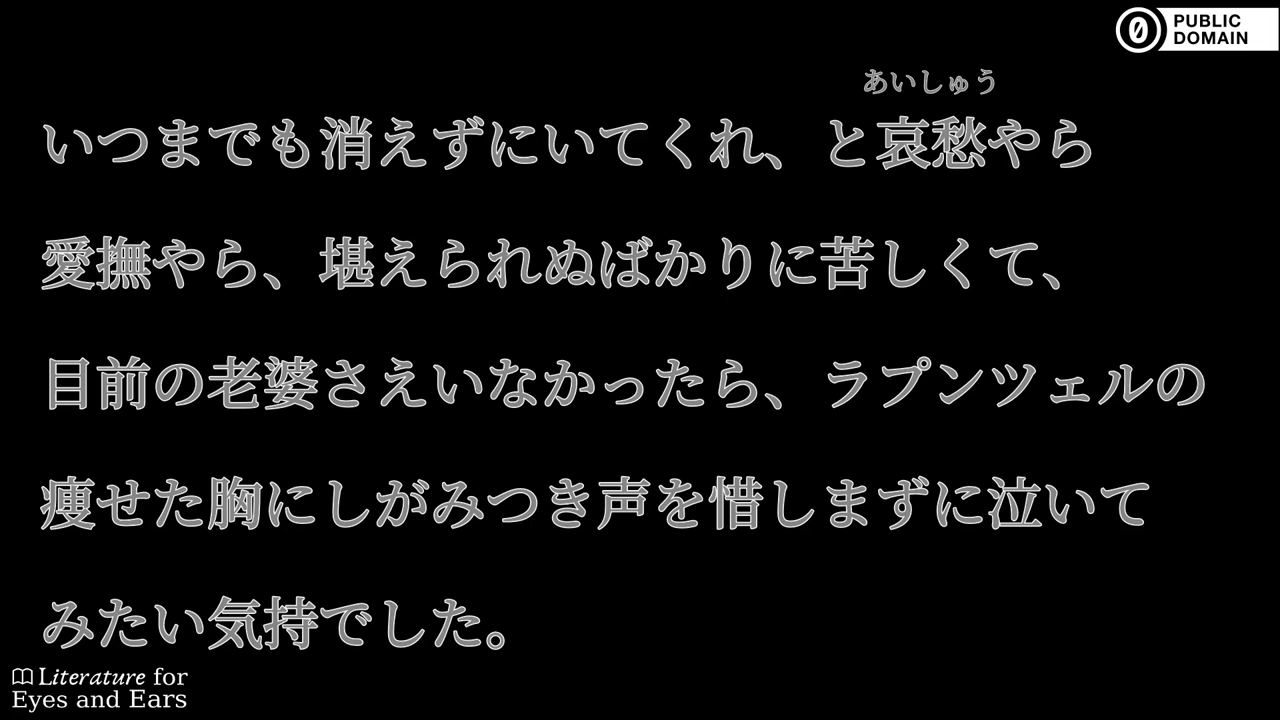 PUBLIC
DOMAIN
あいしゅう
いつまでも消えずにいてくれ、と哀愁やら
愛撫やら、堪えられぬばかりに苦しくて、
目前の老婆さえいなかったら、ラプンツェルの
痩せた胸にしがみつき声を惜しまずに泣いて
みたい気持でした。
Literature for
Eyes and Ears